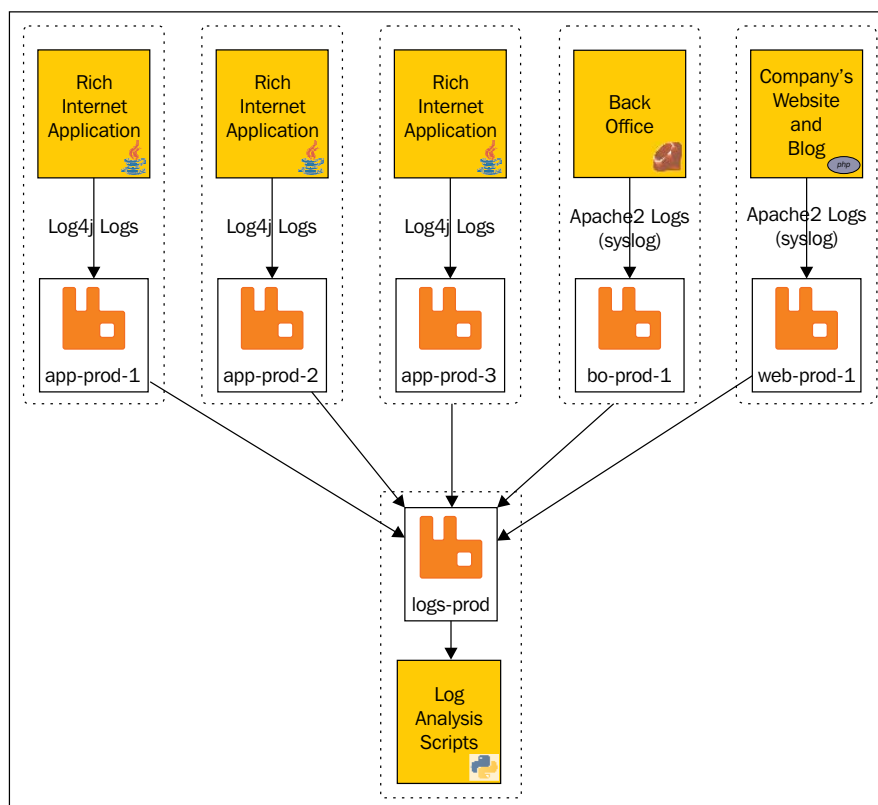 Rich
Internet
Application
Rich
Internet
Application
Rich
Internet
Application
Back
Office
Company's
Website
and
Blog
php
Log4j Logs
Log4j Logs
Log4j Logs
Apache2 Logs
(syslog)
Apache2 Logs
(syslog)
app-prod-1
app-prod-2
app-prod-3
bo-prod-1
web-prod-1
logs-prod
Log
Analysis
Scripts